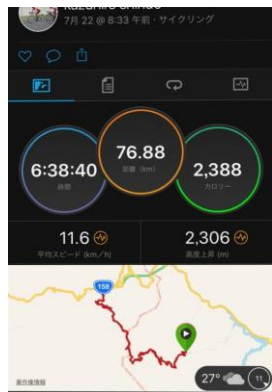 7月 22 @ 8:33 午前・サイクリング
6:38:40
時間
76.88
距離 (km)
2,388
カロリー
11.6
平均スピード (km/h)
2,306
高度上昇 (m)
158
27°
11